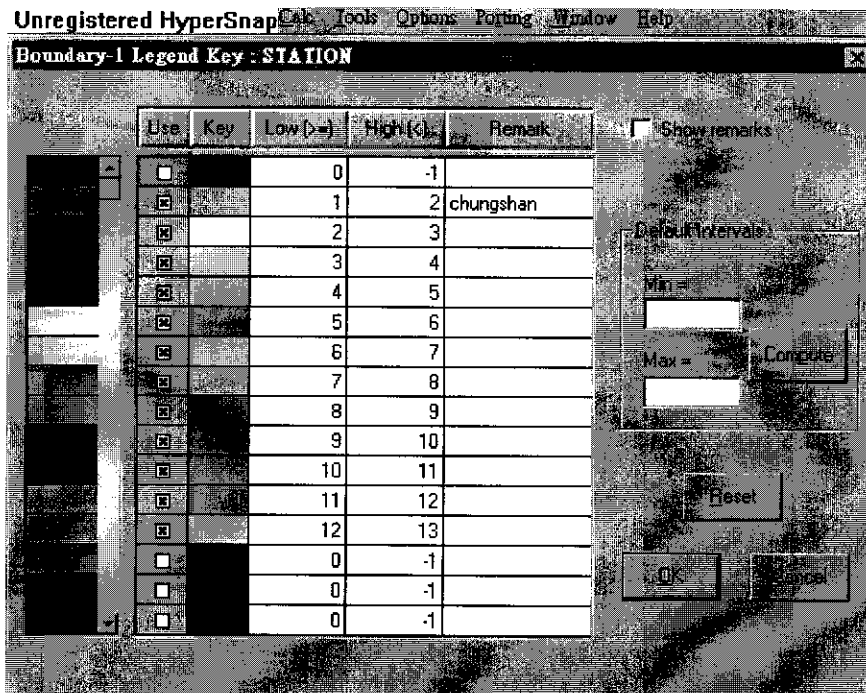 Unregistered HyperSnap Calc Tools Options Porting Window Help
Boundary-1 Legend Key : STATION
Use Key Low (>=) High (<) Remark
Show remarks
0 -1
1 2 chungshan
2 3
3 4
4 5
5 6
6 7
7 8
8 9
9 10
10 11
11 12
12 13
0 -1
0 -1
0 -1
Default Intervals
Min =
Max =
Compute
Reset
OK
Cancel